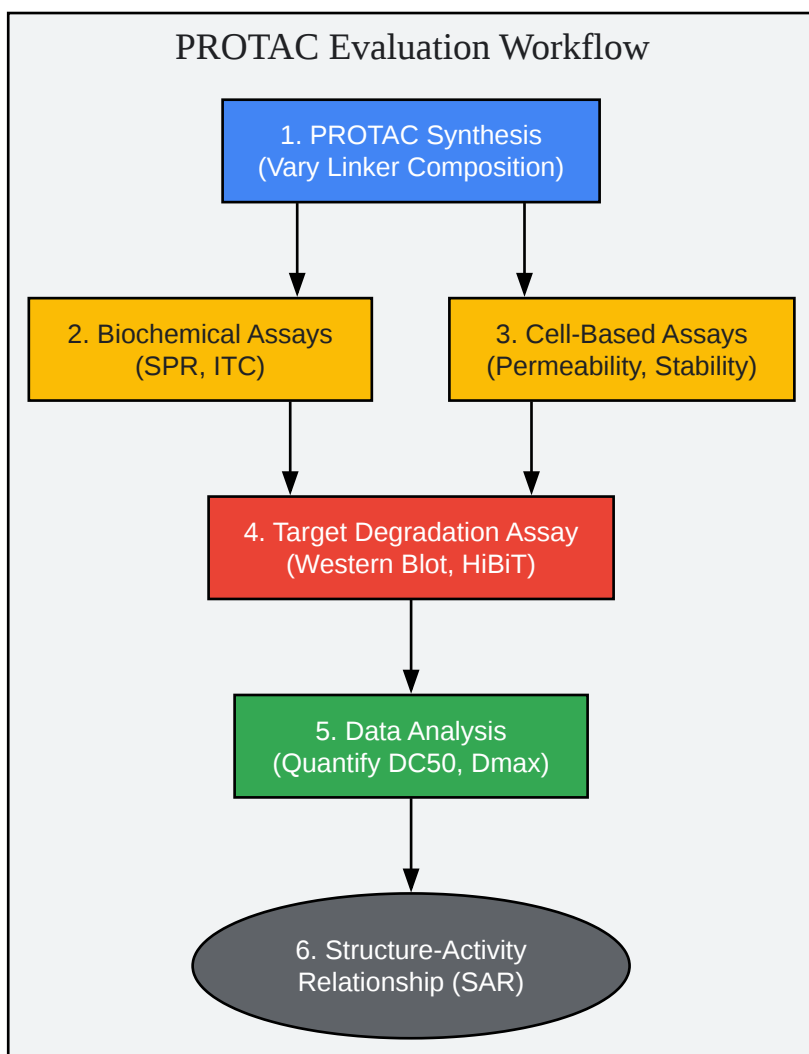 PROTAC Evaluation Workflow
1. PROTAC Synthesis
(Vary Linker Composition)
2. Biochemical Assays
(SPR, ITC)
3. Cell-Based Assays
(Permeability, Stability)
4. Target Degradation Assay
(Western Blot, HiBiT)
5. Data Analysis
(Quantify DC50, Dmax)
6. Structure-Activity
Relationship (SAR)